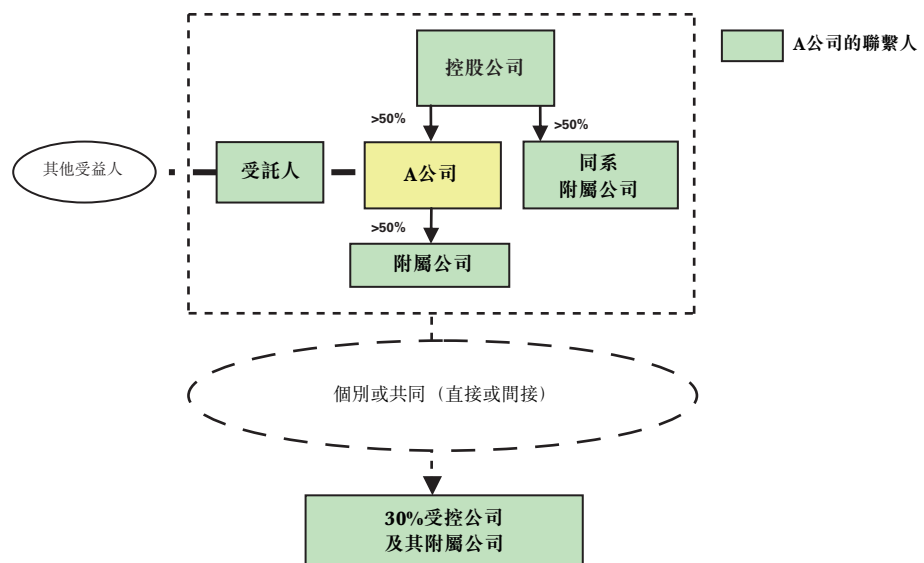 控股公司
A公司的聯繫人
>50%
>50%
其他受益人
受託人
A公司
同系
附屬公司
>50%
附屬公司
個別或共同（直接或間接）
30%受控公司
及其附屬公司